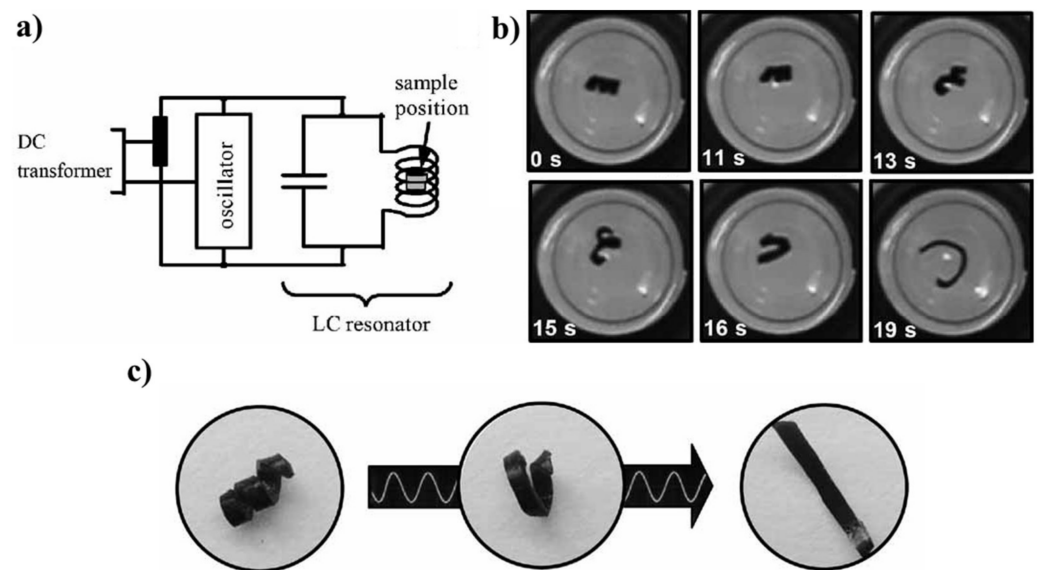 a)
DC
transformer
oscillator
sample
position
LC resonator
b)
0 s
11 s
13 s
15 s
16 s
19 s
c)